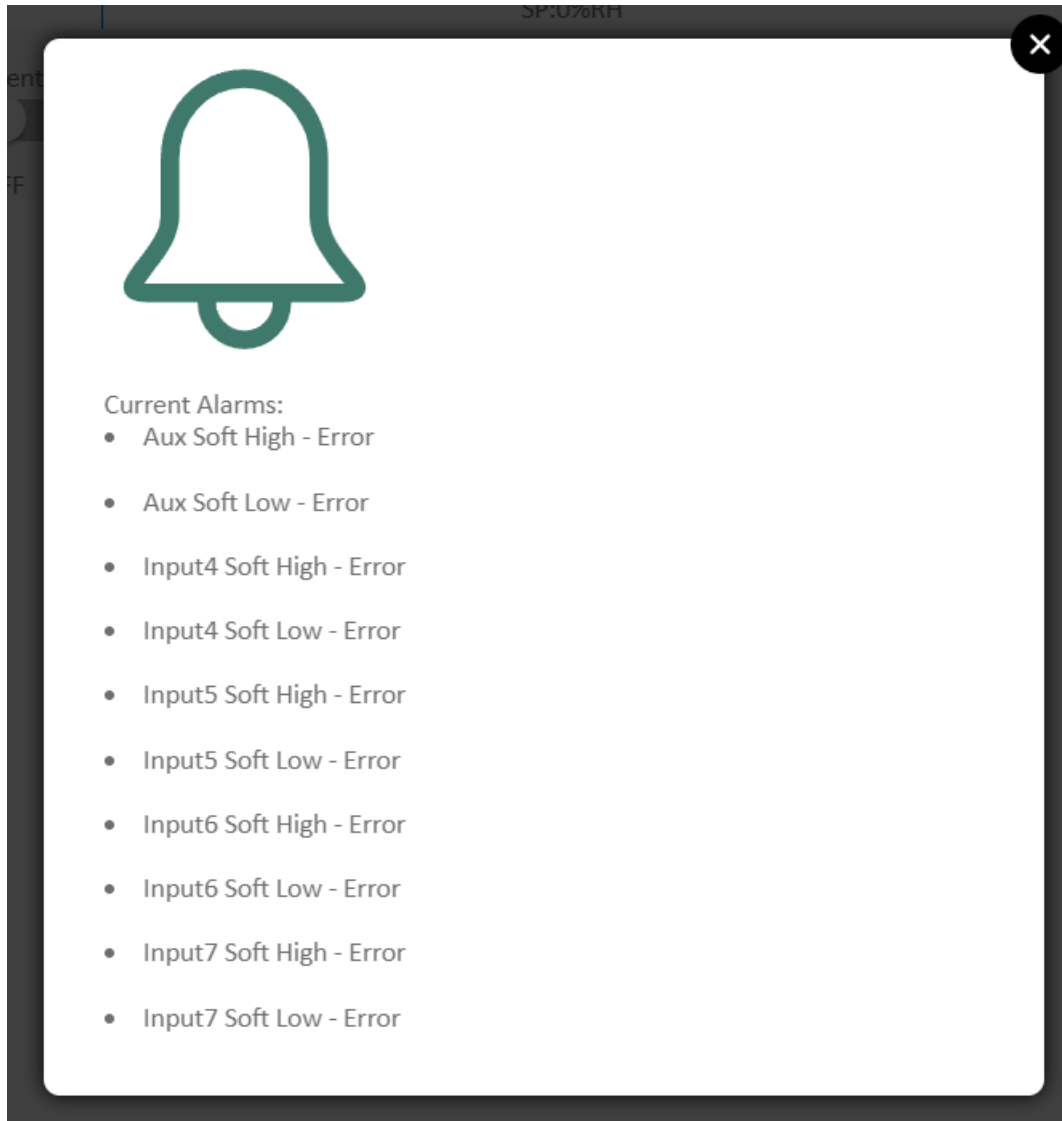 SP:0%RH
ent
FF
Current Alarms:
• Aux Soft High - Error
• Aux Soft Low - Error
• Input4 Soft High - Error
• Input4 Soft Low - Error
• Input5 Soft High - Error
• Input5 Soft Low - Error
• Input6 Soft High - Error
• Input6 Soft Low - Error
• Input7 Soft High - Error
• Input7 Soft Low - Error